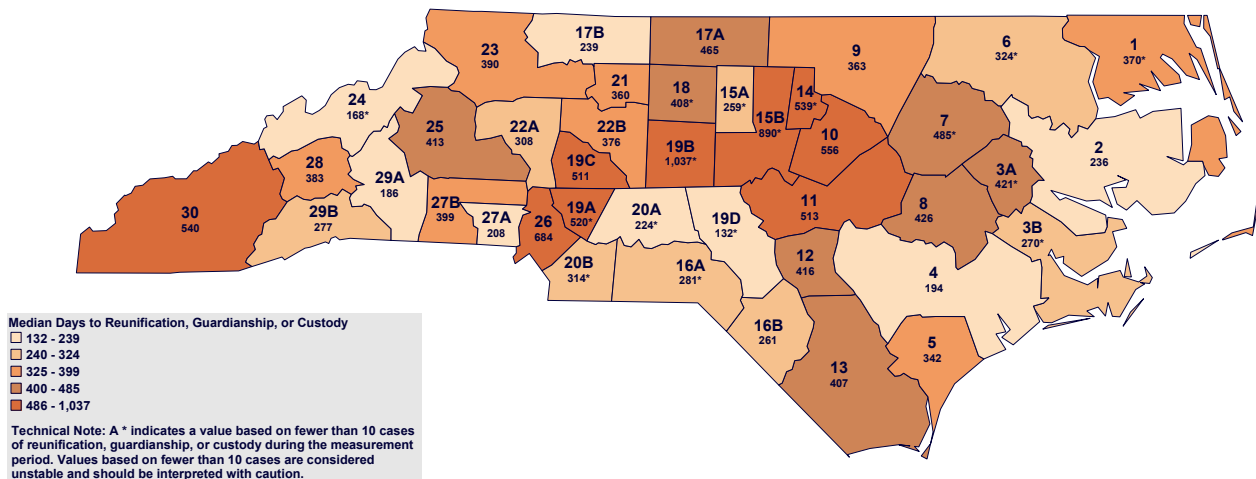 17B
239
17A
465
23
390
9
363
6
324*
1
370*
24
168*
21
360
18
408*
15A
259*
15B
890*
14
539*
10
556
7
485*
2
236
25
413
22A
308
22B
376
19B
1,037*
19C
511
3A
421*
28
383
29A
186
30
540
29B
277
27B
399
27A
208
26
684
19A
520*
20A
224*
19D
132*
11
513
8
426
3B
270*
20B
314*
16A
281*
12
416
4
194
16B
261
13
407
5
342
Median Days to Reunification, Guardianship, or Custody
132 - 239
240 - 324
325 - 399
400 - 485
486 - 1,037
Technical Note: A * indicates a value based on fewer than 10 cases
of reunification, guardianship, or custody during the measurement
period. Values based on fewer than 10 cases are considered
unstable and should be interpreted with caution.